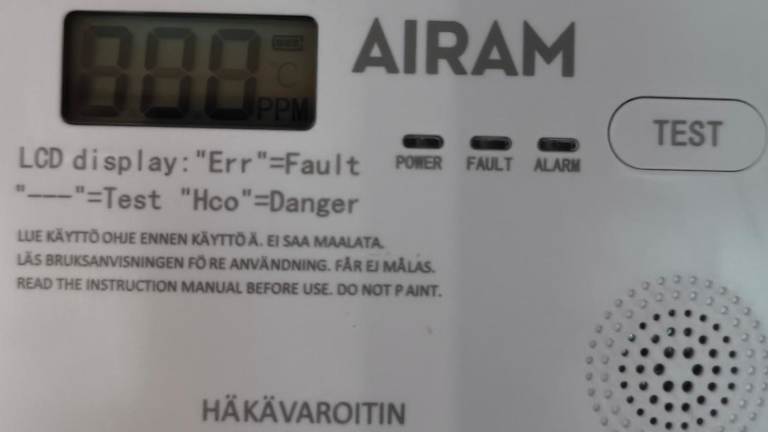 888 °C PPM
AIRAM
TEST
POWER FAULT ALARM
LCD display:"Err"=Fault
"---"=Test "Hco"=Danger
LUE KÄYTTÖ OHJE ENNEN KÄYTTÖ Ä. EI SAA MAALATA.
LÄS BRUKSANVISNINGEN FÖ RE ANVÄNDNING. FÅR EJ MÅLAS.
READ THE INSTRUCTION MANUAL BEFORE USE. DO NOT P AINT.
HÄKÄVAROITIN